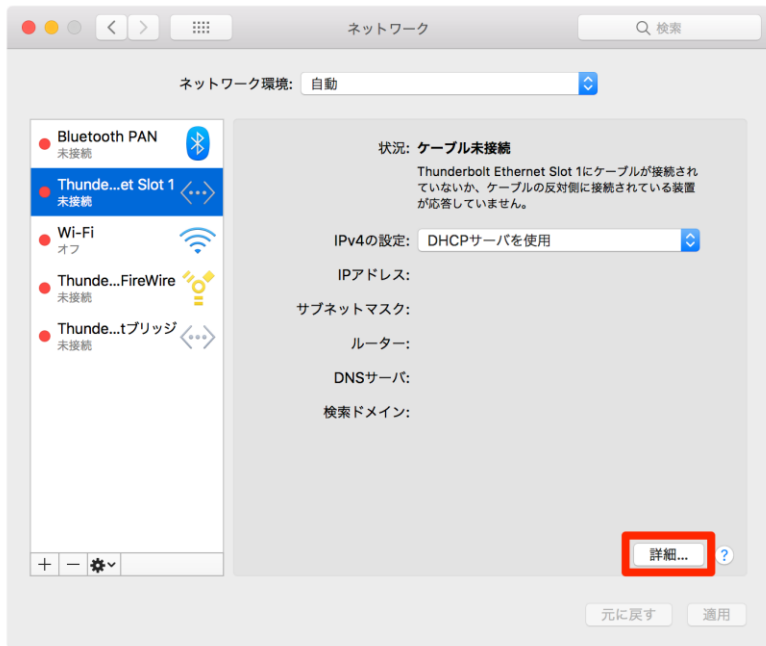 ネットワーク
検索
ネットワーク環境: 自動
Bluetooth PAN
未接続
Thunde...et Slot 1
未接続
Wi-Fi
オフ
Thunde...FireWire
未接続
Thunde...tブリッジ
未接続
状況: ケーブル未接続
Thunderbolt Ethernet Slot 1にケーブルが接続され
ていないか、ケーブルの反対側に接続されている装置
が応答していません。
IPv4の設定: DHCPサーバを使用
IPアドレス:
サブネットマスク:
ルーター:
DNSサーバ:
検索ドメイン:
詳細...
?
元に戻す 適用